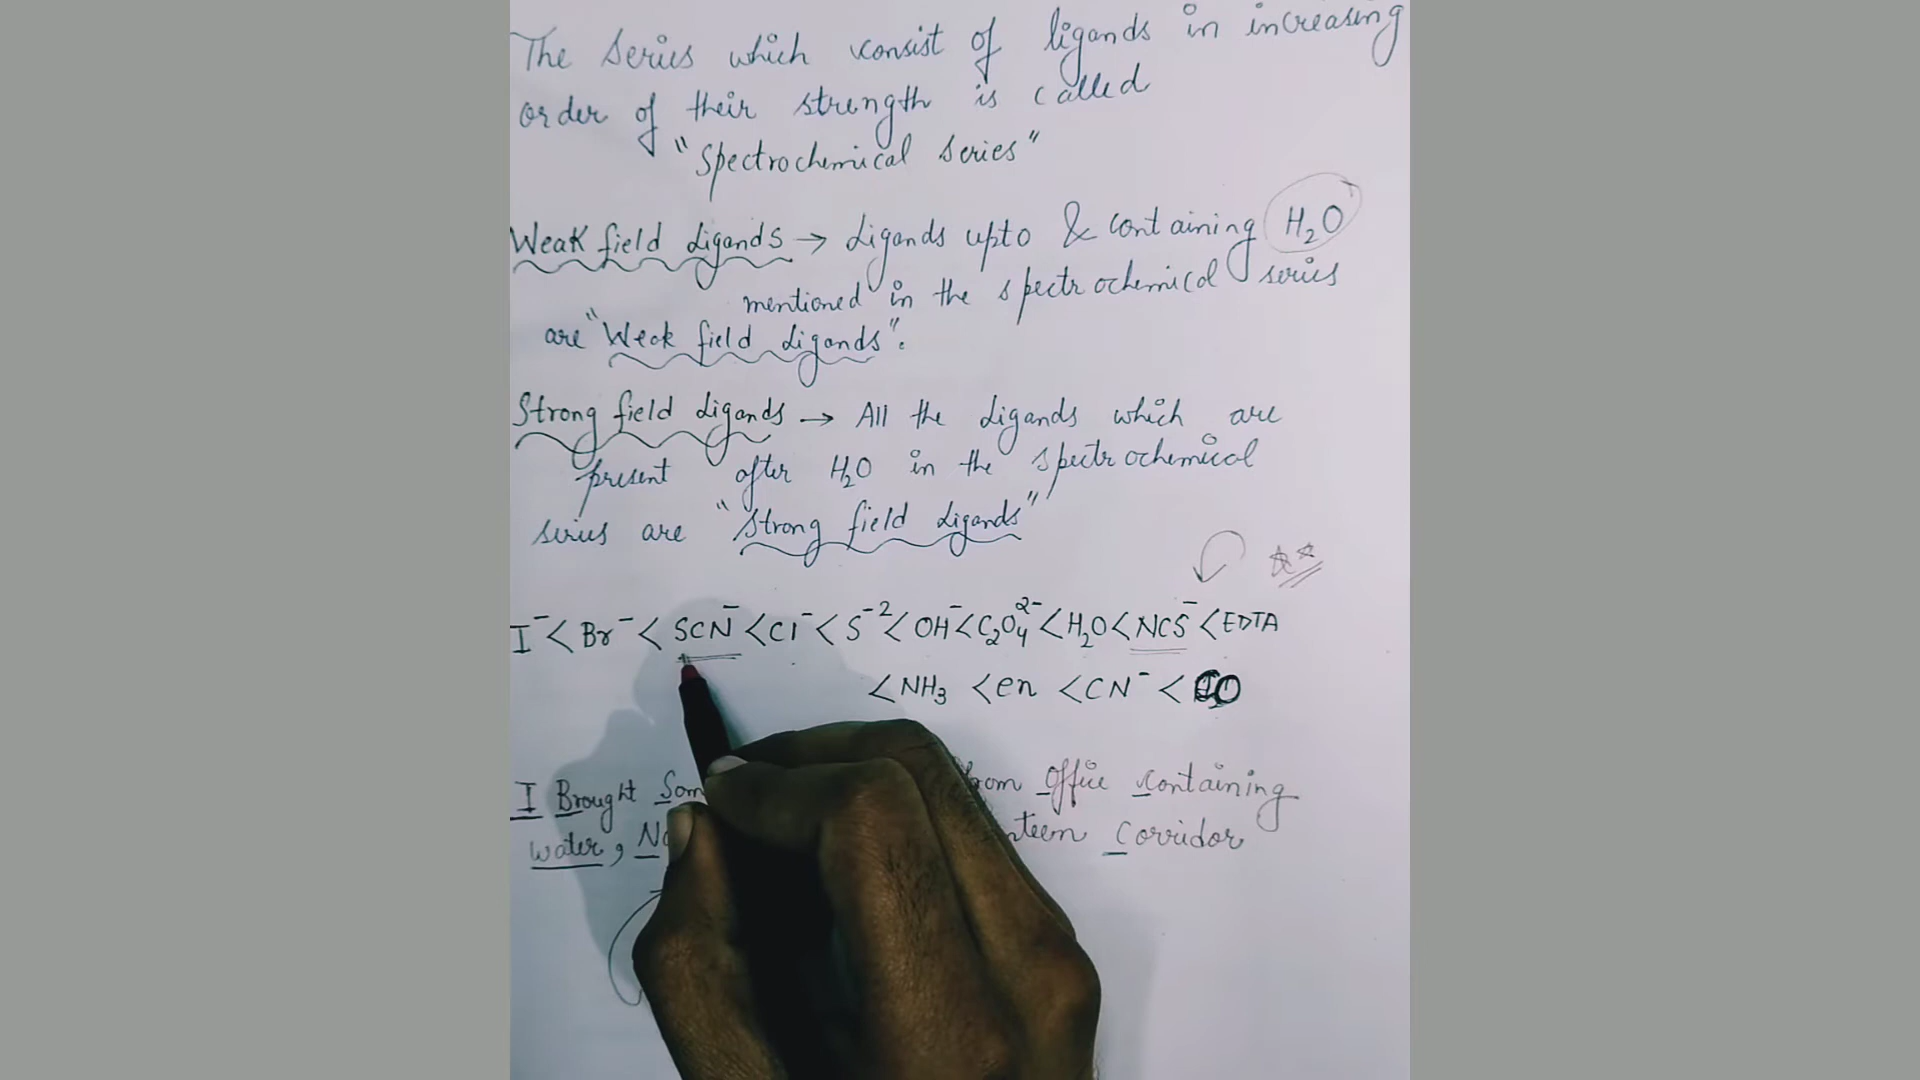 The series which consist of ligands in increasing
order of their strength is called
"Spectrochemical series"
Weak field Ligands → Ligands upto & containing H₂O
mentioned in the spectrochemical series
are "Weak field Ligands".
Strong field Ligands → All the Ligands which are
present after H₂O in the spectrochemical
series are "Strong field Ligands"
I⁻ < Br⁻ < SCN⁻ < Cl⁻ < S⁻² < OH⁻ < C₂O₄²⁻ < H₂O < NCS⁻ < EDTA
< NH₃ < en < CN⁻ < CO
I Brought Office containing
water, Corridor